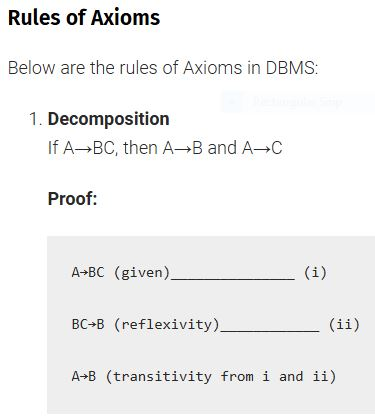 Rules of Axioms
Below are the rules of Axioms in DBMS:
1. Decomposition
If A→BC, then A→B and A→C
Proof:
A→BC (given)_______________ (i)
BC→B (reflexivity)____________ (ii)
A→B (transitivity from i and ii)